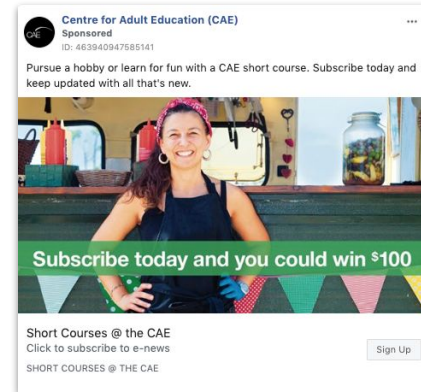 CAE
Centre for Adult Education (CAE)
Sponsored
ID: 463940947585141
Pursue a hobby or learn for fun with a CAE short course. Subscribe today and
keep updated with all that's new.
Subscribe today and you could win $100
Short Courses @ the CAE
Click to subscribe to e-news
SHORT COURSES @ THE CAE
Sign Up